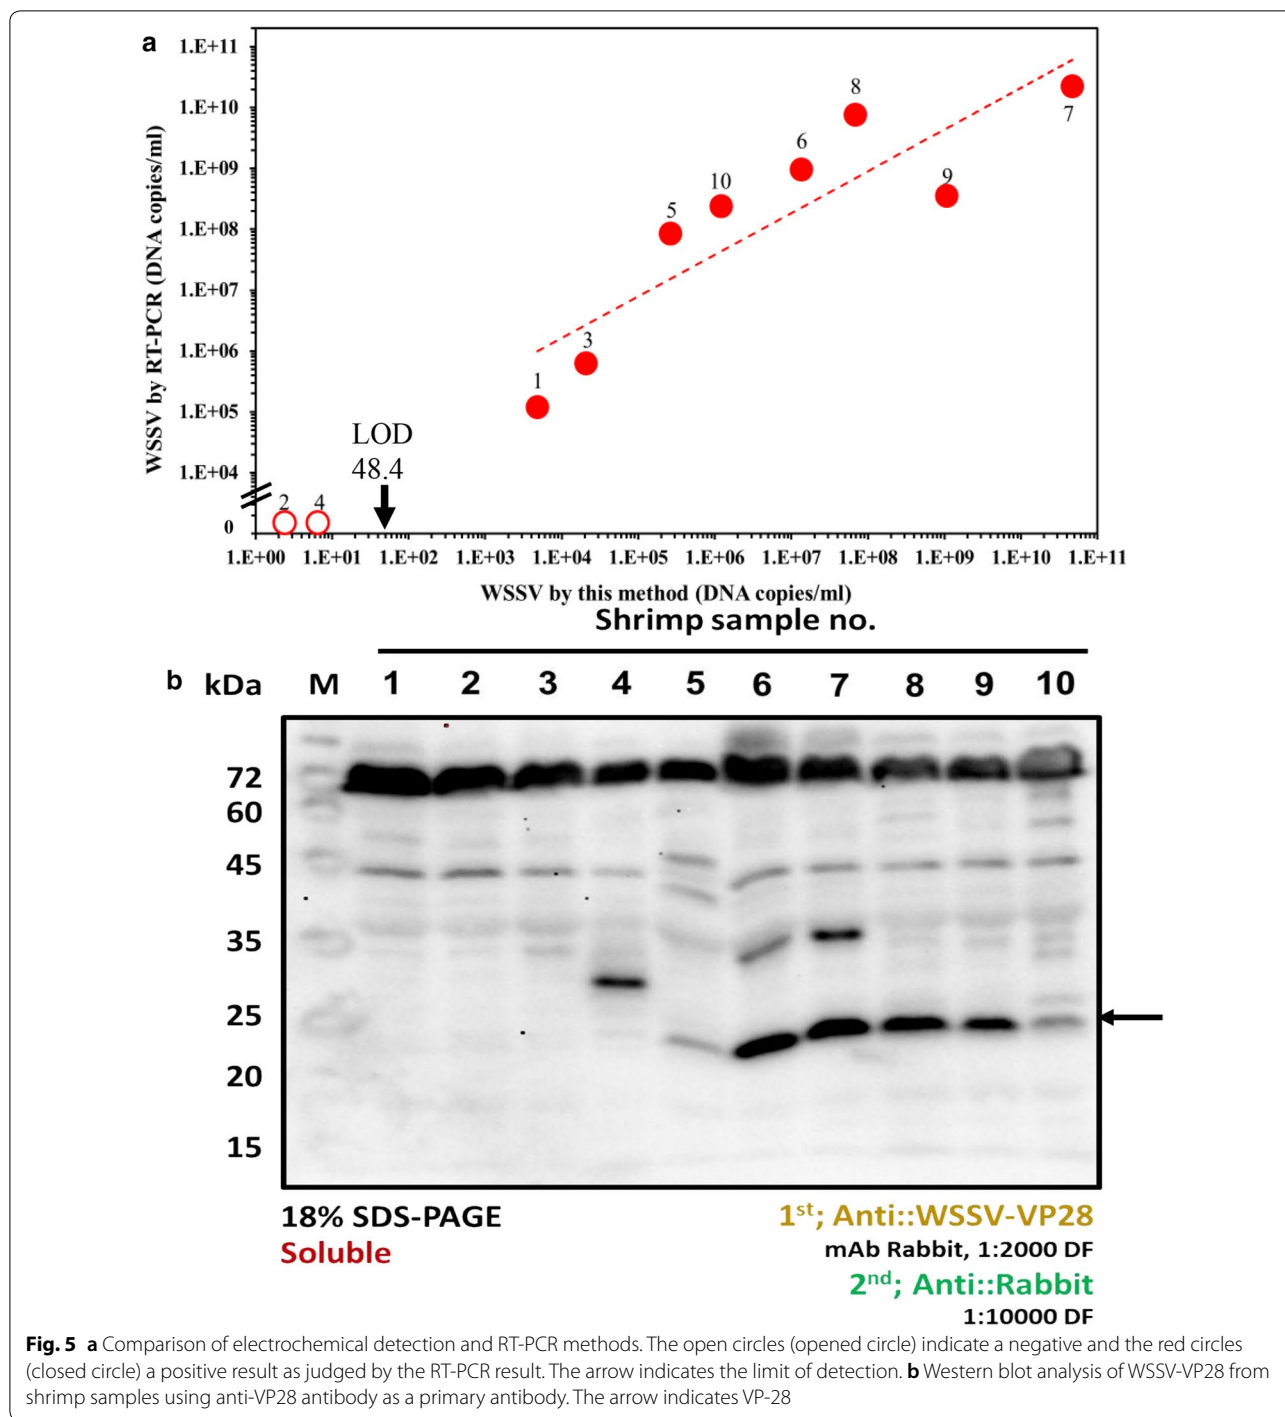 a
WSSV by RT-PCR (DNA copies/ml)
1.E+11
1.E+10
1.E+09
1.E+08
1.E+07
1.E+06
1.E+05
1.E+04
0
8
7
6
9
10
5
3
1
LOD
48.4
2 4
1.E+00 1.E+01 1.E+02 1.E+03 1.E+04 1.E+05 1.E+06 1.E+07 1.E+08 1.E+09 1.E+10 1.E+11
WSSV by this method (DNA copies/ml)
Shrimp sample no.
b kDa M 1 2 3 4 5 6 7 8 9 10
72
60
45
35
25
20
15
18% SDS-PAGE
Soluble
1st; Anti::WSSV-VP28
mAb Rabbit, 1:2000 DF
2nd; Anti::Rabbit
1:10000 DF
Fig. 5 a Comparison of electrochemical detection and RT-PCR methods. The open circles (opened circle) indicate a negative and the red circles
(closed circle) a positive result as judged by the RT-PCR result. The arrow indicates the limit of detection. b Western blot analysis of WSSV-VP28 from
shrimp samples using anti-VP28 antibody as a primary antibody. The arrow indicates VP-28